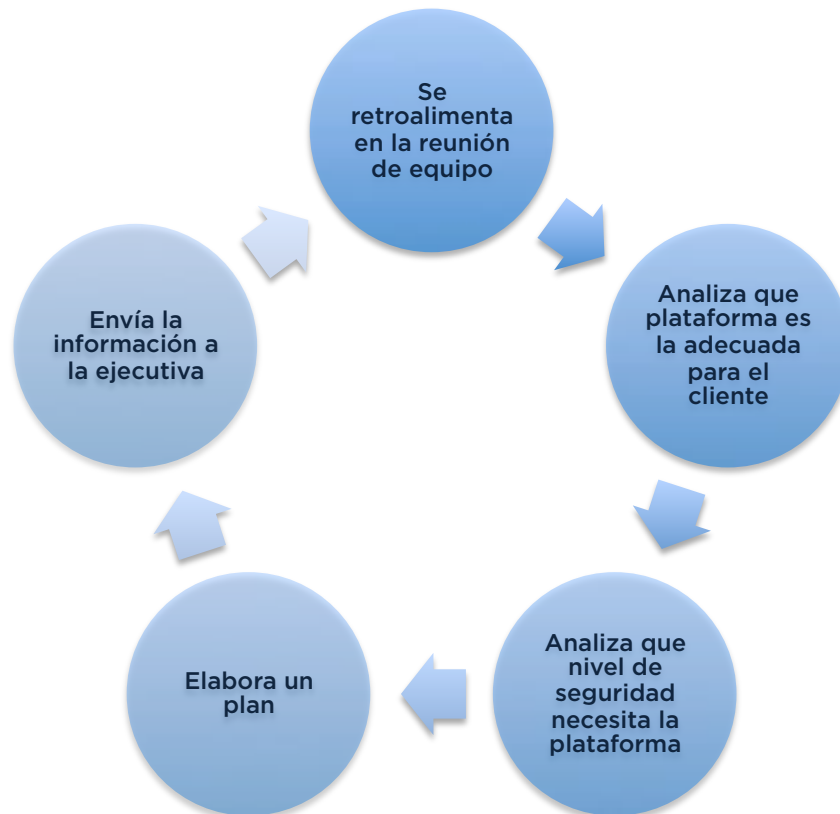 Se
retroalimenta
en la reunión
de equipo
Analiza que
plataforma es
la adecuada
para el
cliente
Analiza que
nivel de
seguridad
necesita la
plataforma
Elabora un
plan
Envía la
información a
la ejecutiva